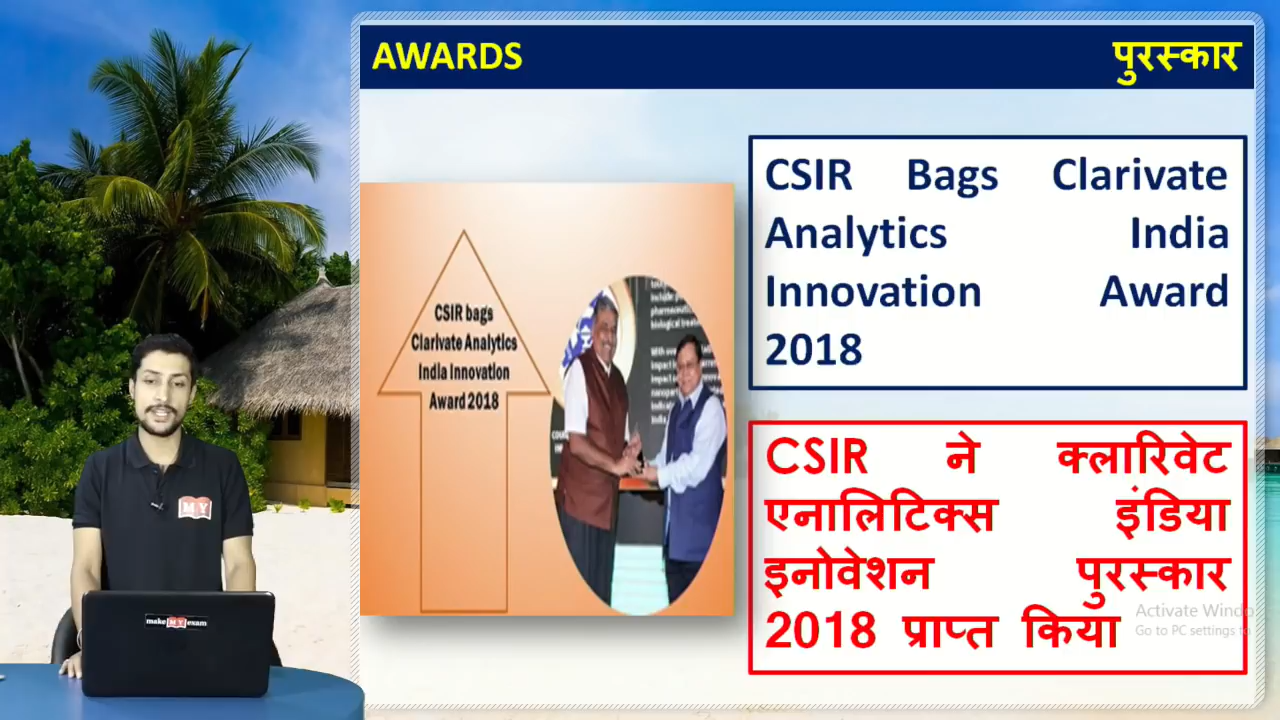 AWARDS पुरस्कार
CSIR Bags Clarivate
Analytics India
Innovation Award
2018
CSIR bags
Clarivate Analytics
India Innovation
Award 2018
CSIR ने क्लारिवेट
एनालिटिक्स इंडिया
इनोवेशन पुरस्कार
2018 प्राप्त किया
Activate Windo
Go to PC settings to
MY
make MY exam